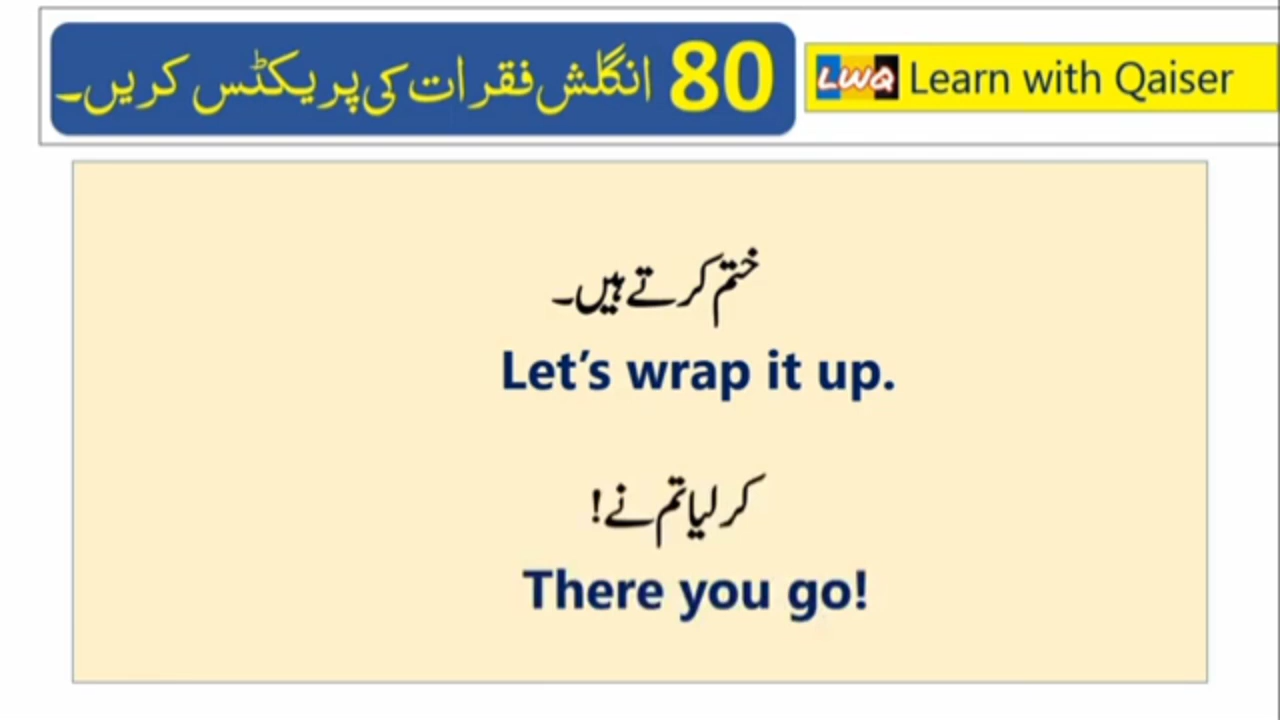 80 انگلش فقرات کی پریکٹس کریں۔
LWQ Learn with Qaiser
ختم کرتے ہیں۔
Let’s wrap it up.
کر لیا تم نے!
There you go!